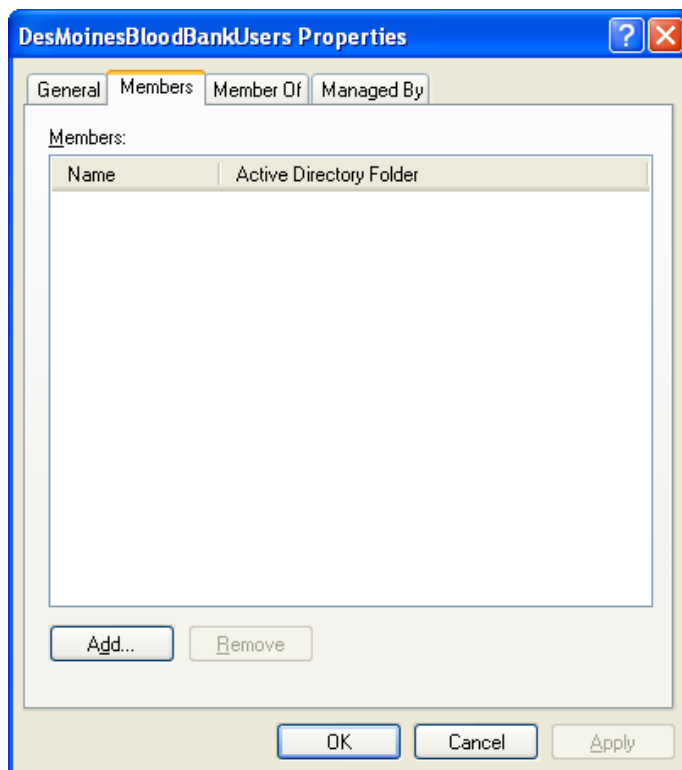 DesMoinesBloodBankUsers Properties ?
General Members Member Of Managed By
Members:
Name Active Directory Folder
Add... Remove
OK Cancel Apply